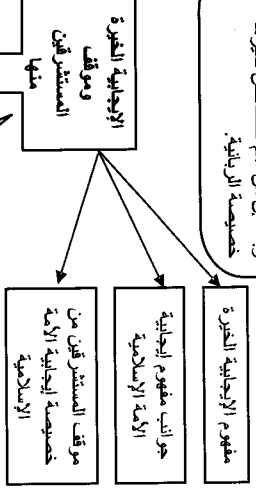 خصيصة الربانية.
الإيجابية الخيرة
وموقف
المستشرقين
منها
مفهوم الإيجابية الخيرة
جوانب مفهوم إيجابية
الأمة الإسلامية
موقف المستشرقين من
خصيصة إيجابية الأمة
الإسلامية